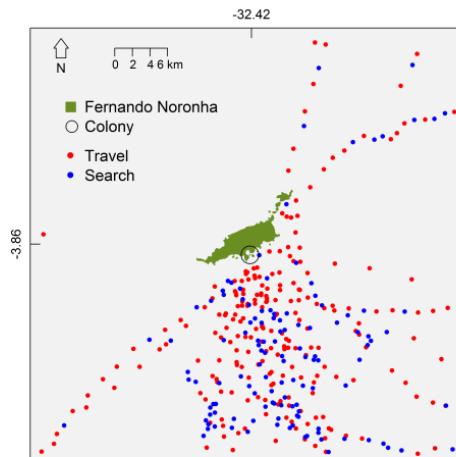 -32.42
N
0 2 4 6 km
Fernando Noronha
Colony
Travel
Search
-3.86